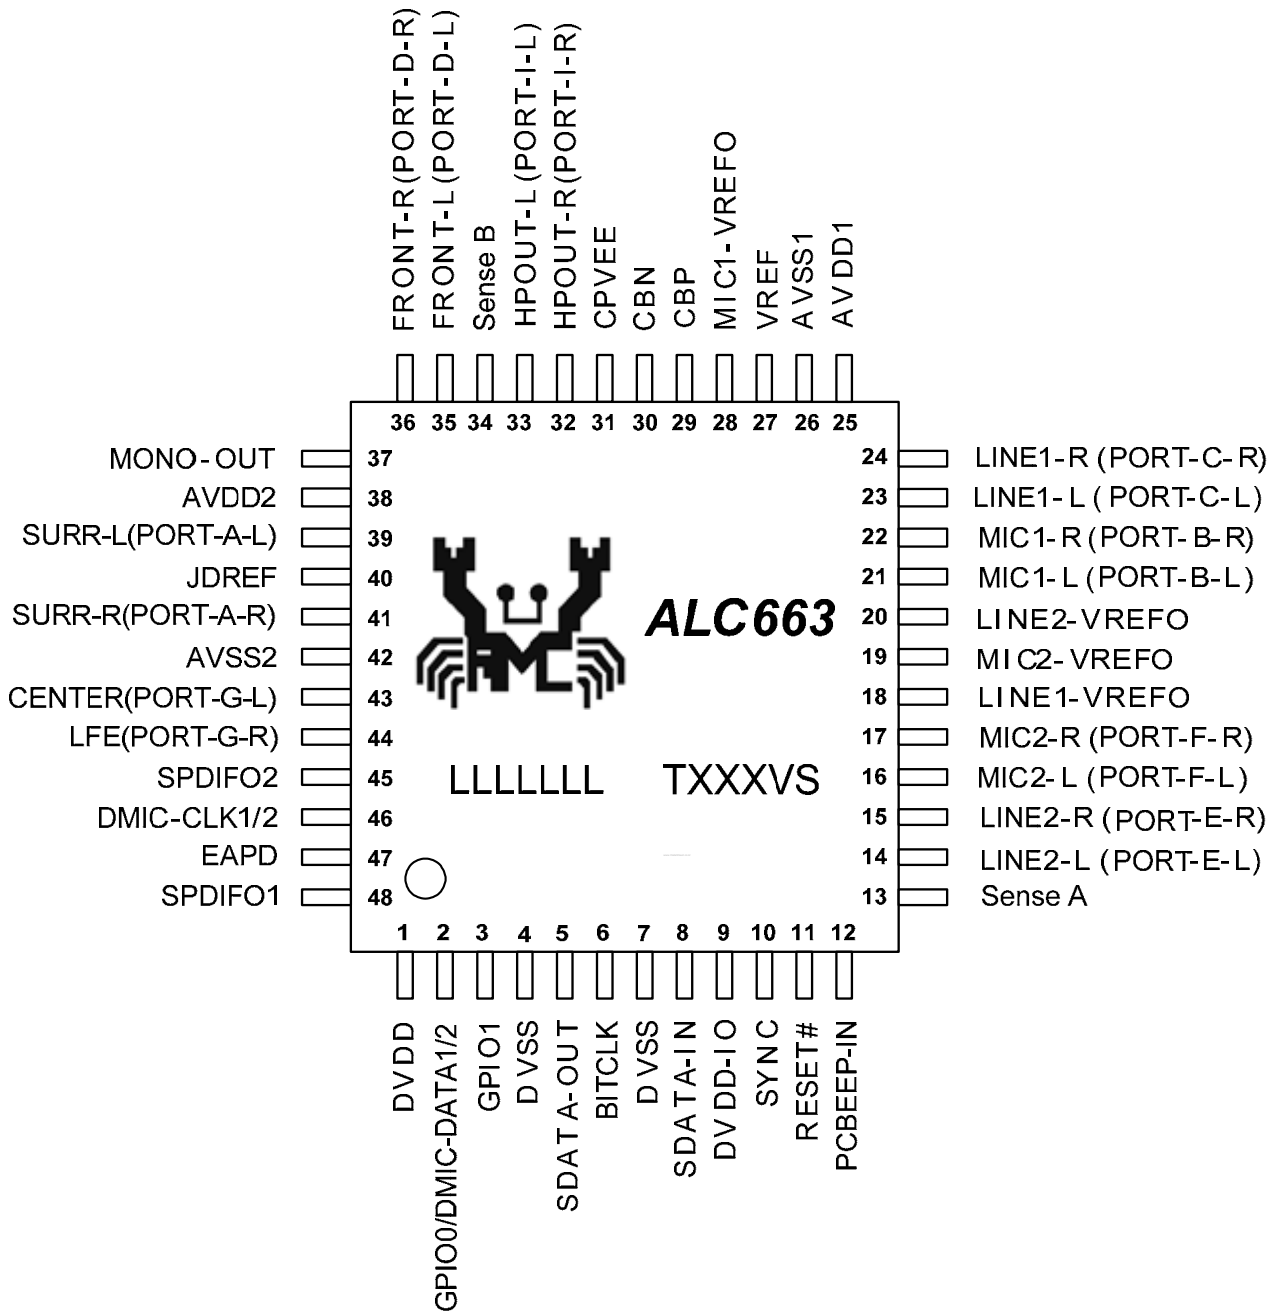 FRONT-R(PORT-D-R)
FRONT-L(PORT-D-L)
Sense B
HPOUT-L(PORT-I-L)
HPOUT-R(PORT-I-R)
CPVEE
CBN
CBP
MIC1-VREFO
VREF
AVSS1
AVDD1
36 35 34 33 32 31 30 29 28 27 26 25
MONO-OUT 37
AVDD2 38
SURR-L(PORT-A-L) 39
JDREF 40
SURR-R(PORT-A-R) 41
AVSS2 42
CENTER(PORT-G-L) 43
LFE(PORT-G-R) 44
SPDIFO2 45
DMIC-CLK1/2 46
EAPD 47
SPDIFO1 48
ALC663
LLLLLLL TXXXVS
24 LINE1-R (PORT-C-R)
23 LINE1-L (PORT-C-L)
22 MIC1-R (PORT-B-R)
21 MIC1-L (PORT-B-L)
20 LINE2-VREFO
19 MIC2-VREFO
18 LINE1-VREFO
17 MIC2-R (PORT-F-R)
16 MIC2-L (PORT-F-L)
15 LINE2-R (PORT-E-R)
14 LINE2-L (PORT-E-L)
13 Sense A
1 2 3 4 5 6 7 8 9 10 11 12
DVDD
GPIO0/DMIC-DATA1/2
GPIO1
DVSS
SDATA-OUT
BITCLK
DVSS
SDATA-IN
DVDD-IO
SYNC
RESET#
PCBEEP-IN